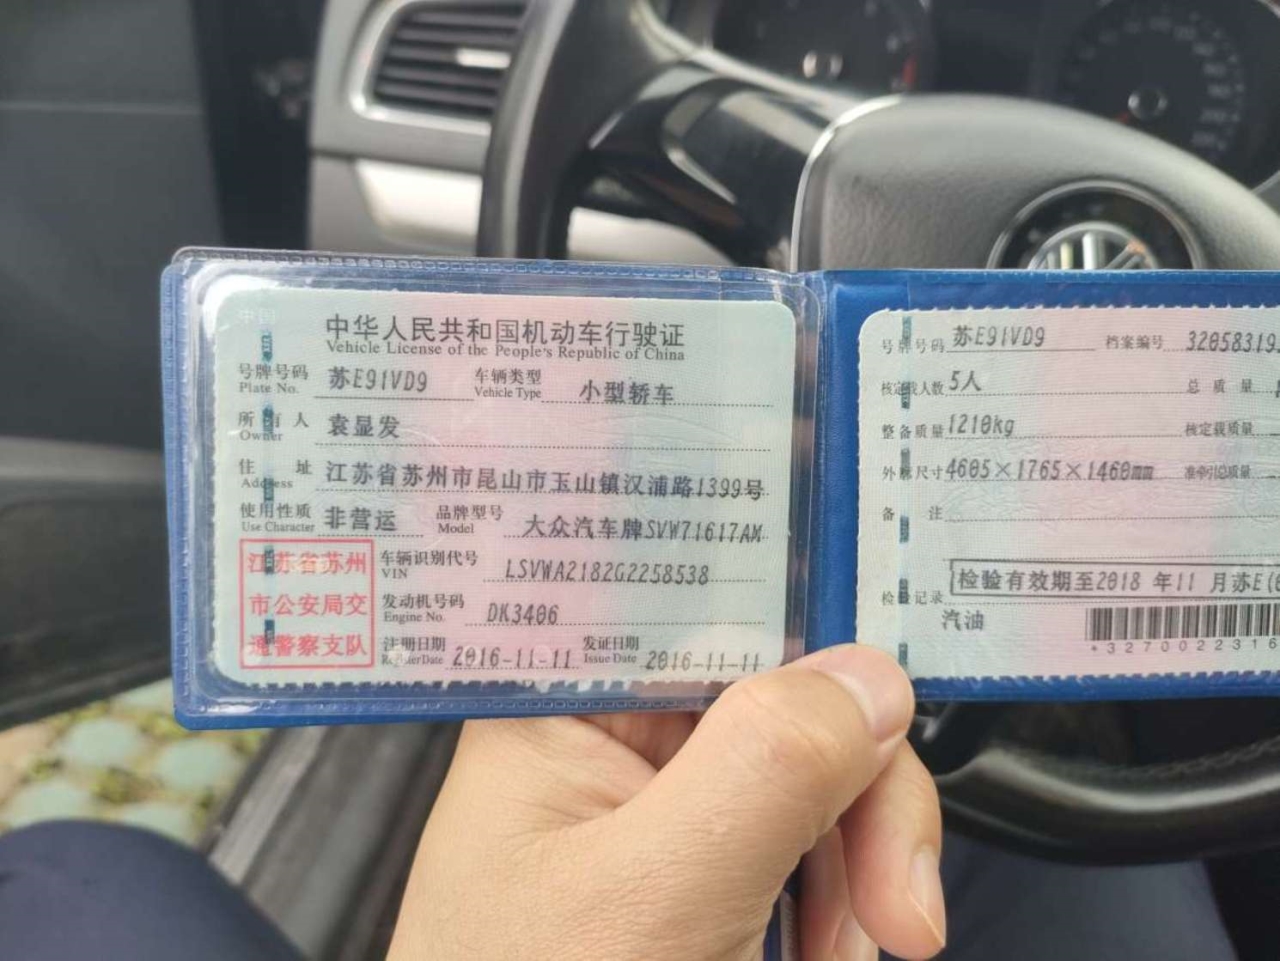 中华人民共和国机动车行驶证
Vehicle License of the People's Republic of China
号牌号码 苏E91VD9 车辆类型 小型轿车
Plate No. Vehicle Type
所有人 袁显发
Owner
住址 江苏省苏州市昆山市玉山镇汉浦路1399号
Address
使用性质 非营运 品牌型号 大众汽车牌SVW71617AM
Use Character Model
江苏省苏州
市公安局交
通警察支队
车辆识别代号 LSVWA2182G2258538
VIN
发动机号码 DK3406
Engine No.
注册日期 2016-11-11 发证日期 2016-11-11
Register Date Issue Date
号牌号码 苏E91VD9 档案编号 32058319
核定载人数 5人 总质量
整备质量 1210kg 核定载质量
外廓尺寸 4605×1765×1460mm 准牵引总质量
备注
检验记录 检验有效期至2018年11月苏E
汽油
*3270022316